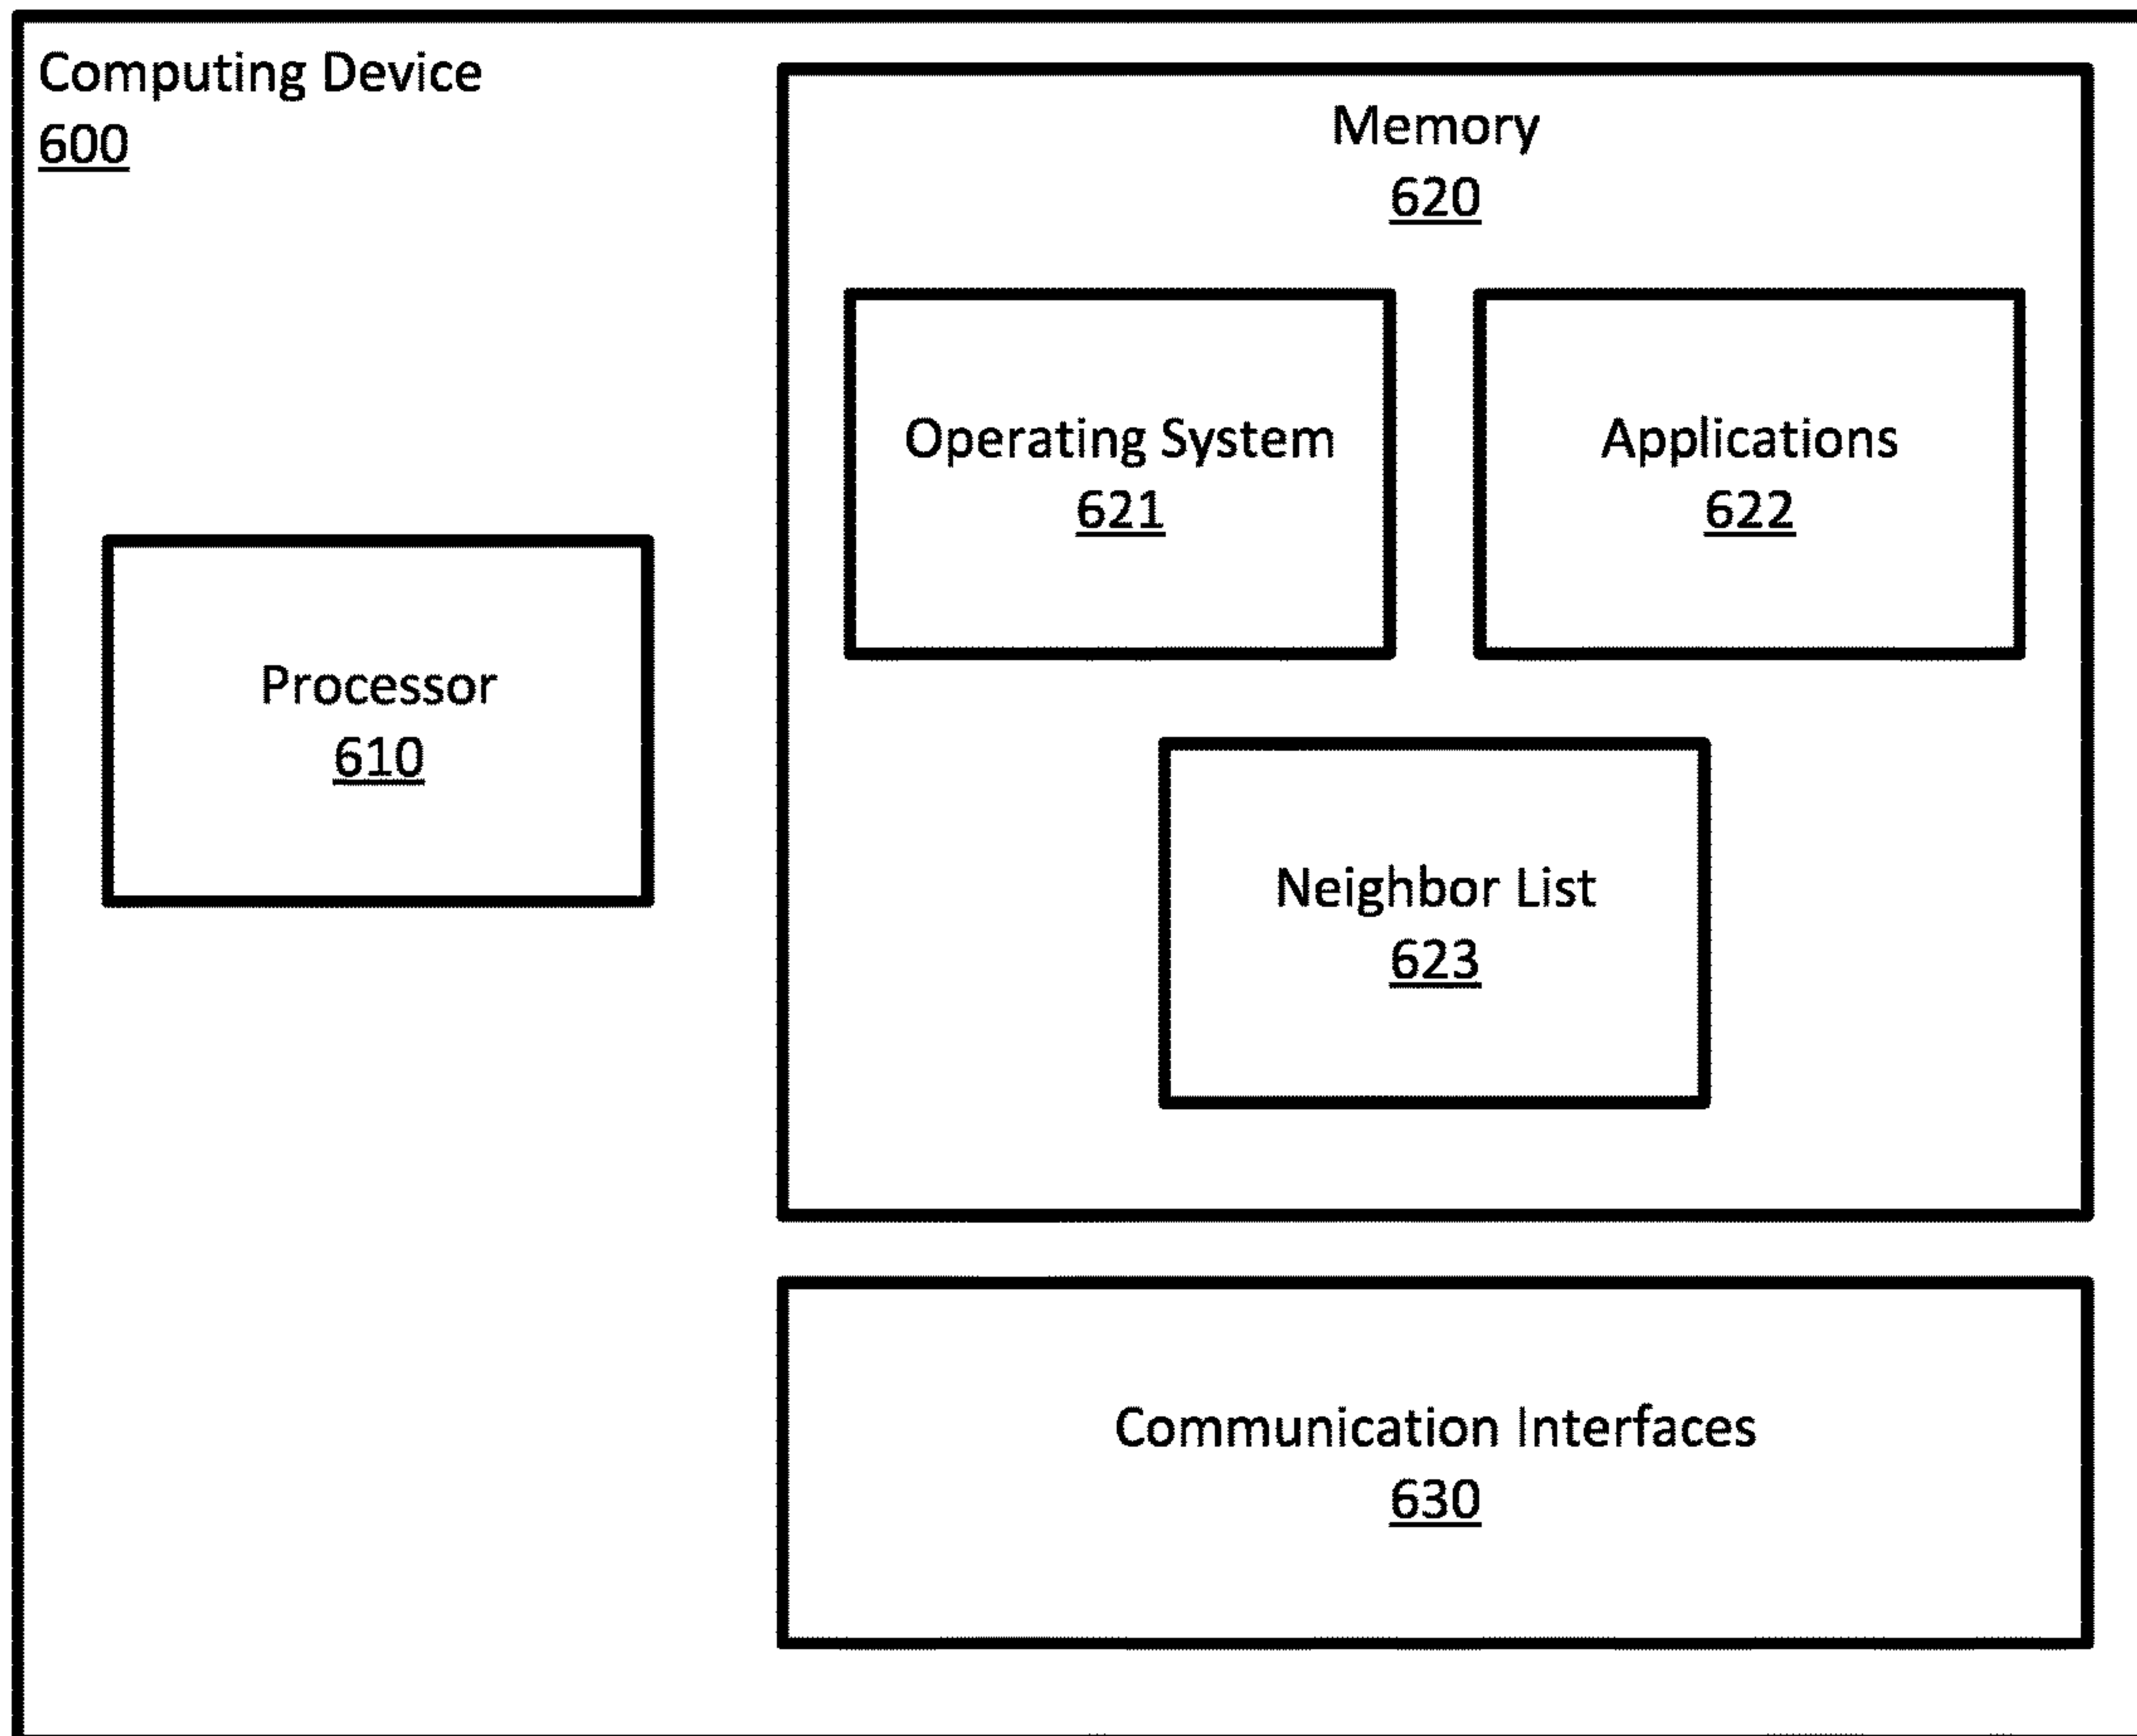 Computing Device
600
Memory
620
Operating System
621
Applications
622
Processor
610
Neighbor List
623
Communication Interfaces
630